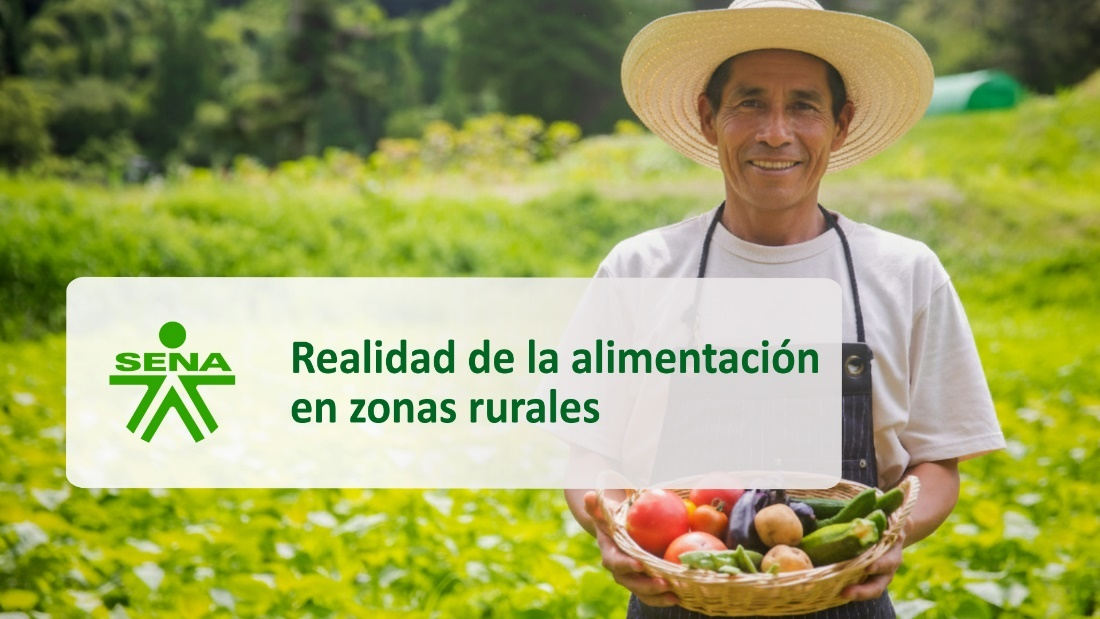 SENA
Realidad de la alimentación
en zonas rurales